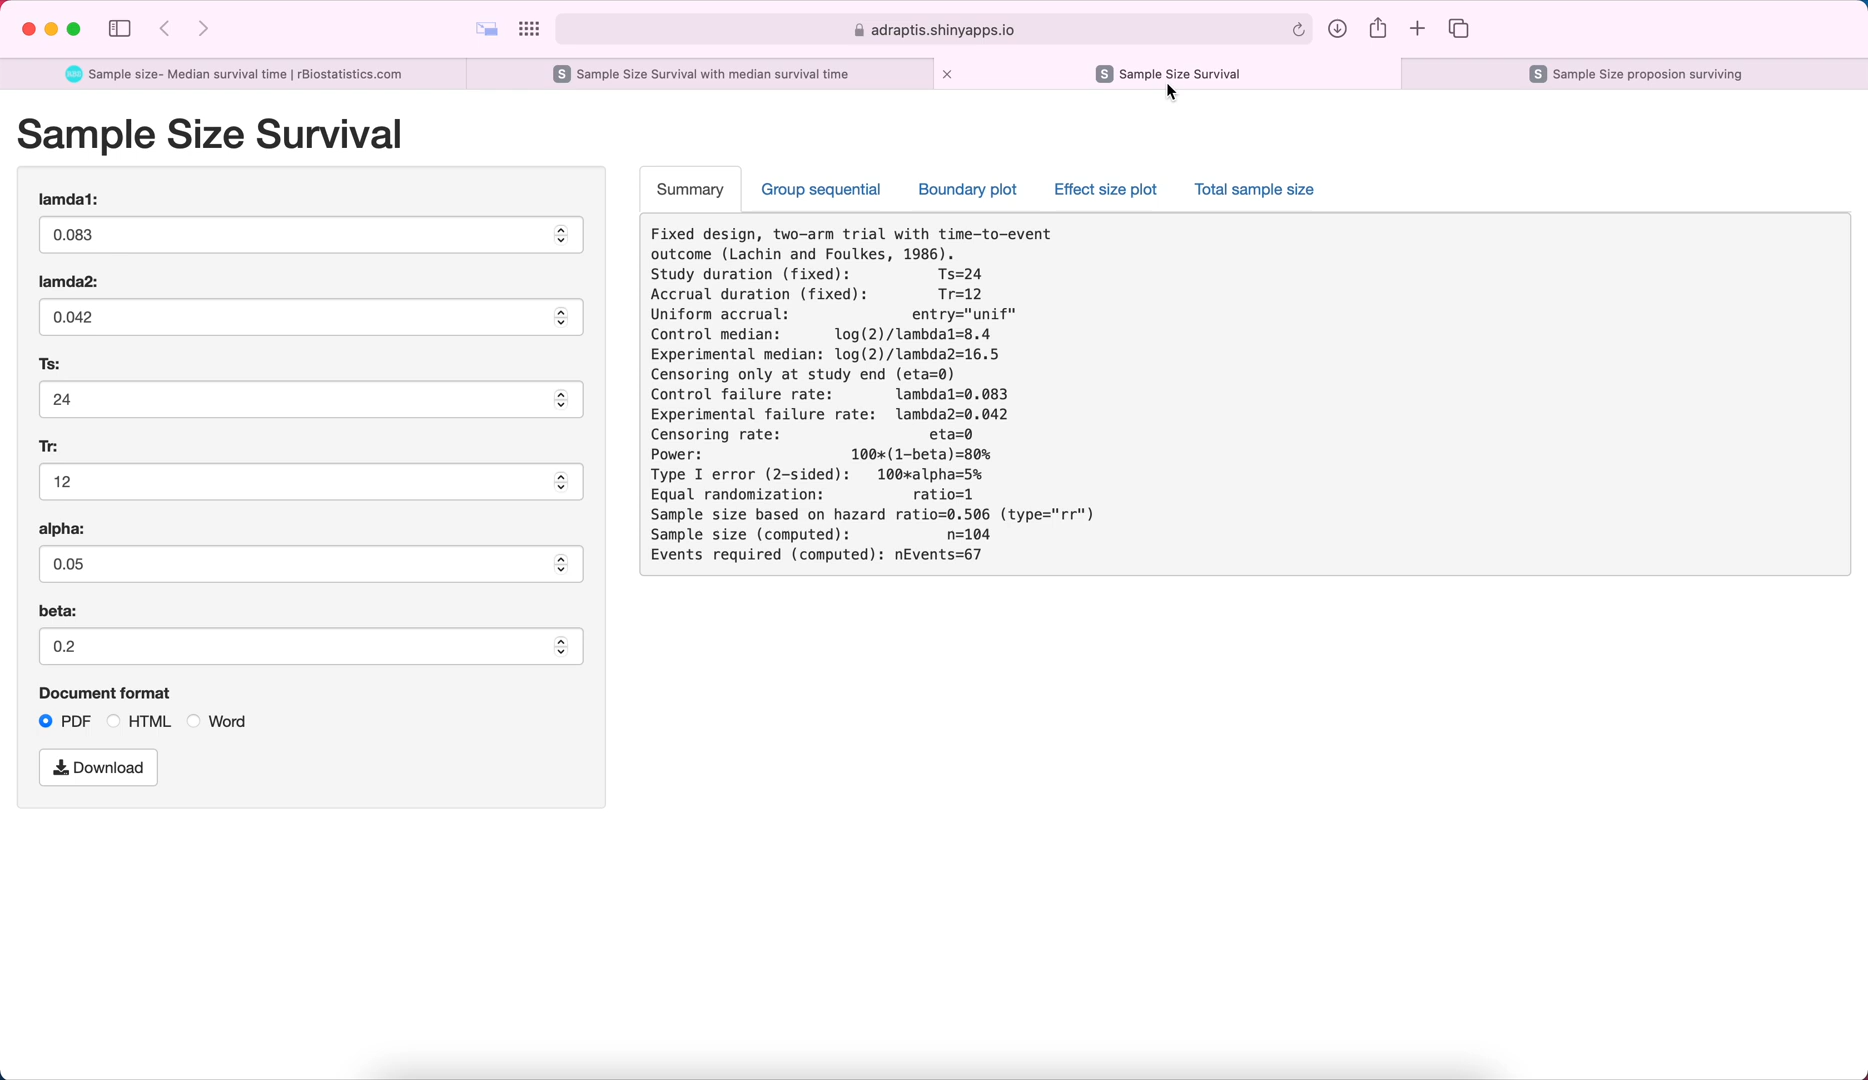 adraptis.shinyapps.io
Sample size- Median survival time | rBiostatistics.com
S Sample Size Survival with median survival time
S Sample Size Survival
S Sample Size proposion surviving
Sample Size Survival
lamda1:
0.083
lamda2:
0.042
Ts:
24
Tr:
12
alpha:
0.05
beta:
0.2
Document format
PDF HTML Word
Download
Summary Group sequential Boundary plot Effect size plot Total sample size
Fixed design, two-arm trial with time-to-event
outcome (Lachin and Foulkes, 1986).
Study duration (fixed): Ts=24
Accrual duration (fixed): Tr=12
Uniform accrual: entry="unif"
Control median: log(2)/lambda1=8.4
Experimental median: log(2)/lambda2=16.5
Censoring only at study end (eta=0)
Control failure rate: lambda1=0.083
Experimental failure rate: lambda2=0.042
Censoring rate: eta=0
Power: 100*(1-beta)=80%
Type I error (2-sided): 100*alpha=5%
Equal randomization: ratio=1
Sample size based on hazard ratio=0.506 (type="rr")
Sample size (computed): n=104
Events required (computed): nEvents=67